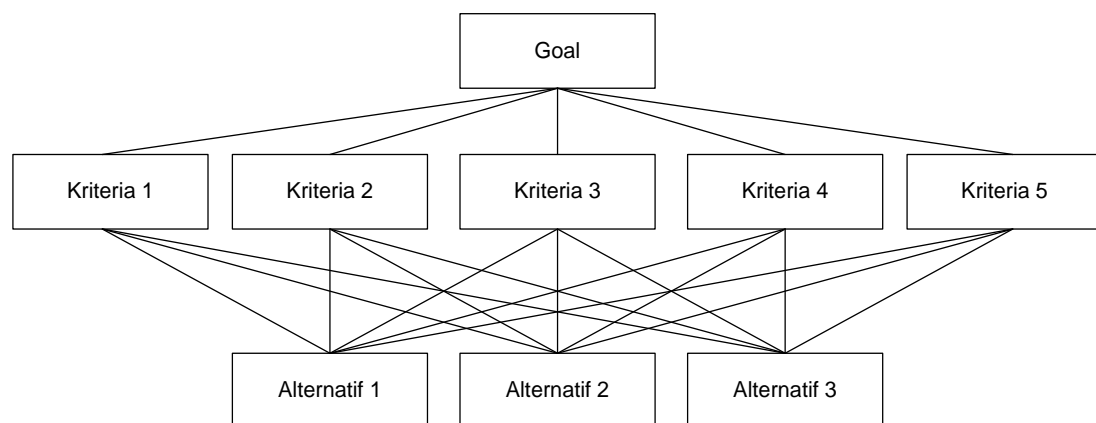 Goal
Kriteria 1
Kriteria 2
Kriteria 3
Kriteria 4
Kriteria 5
Alternatif 1
Alternatif 2
Alternatif 3